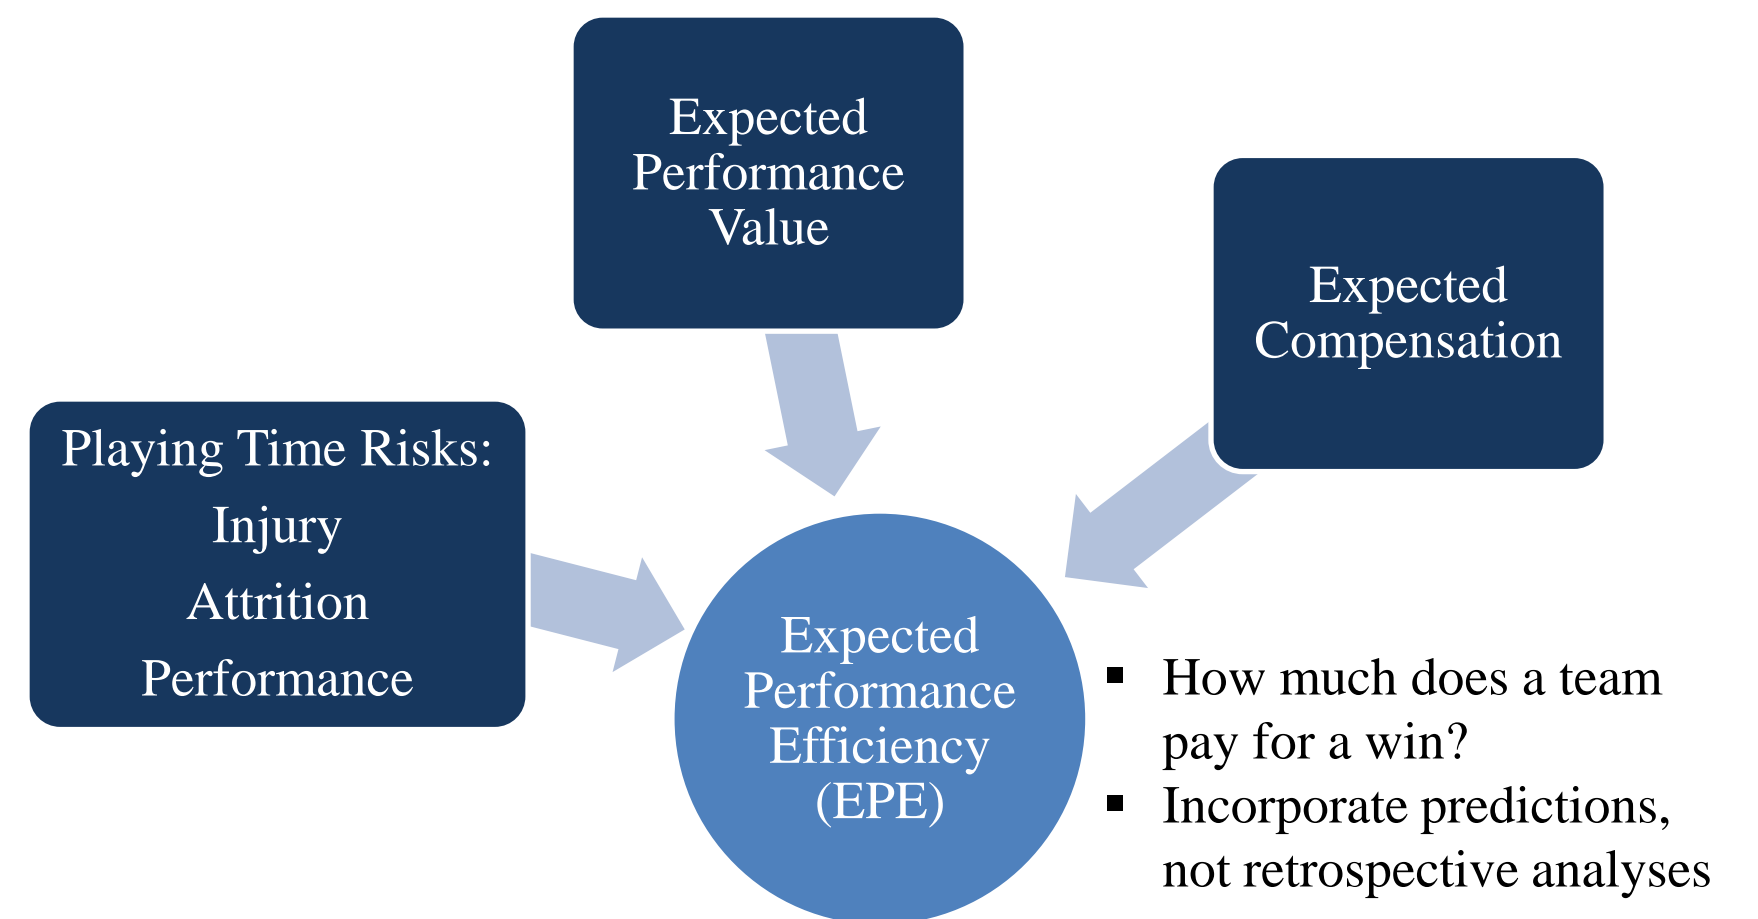 Expected
Performance
Value
Expected
Compensation
Playing Time Risks:
Injury
Attrition
Performance
Expected
Performance
Efficiency
(EPE)
▪ How much does a team
pay for a win?
▪ Incorporate predictions,
not retrospective analyses